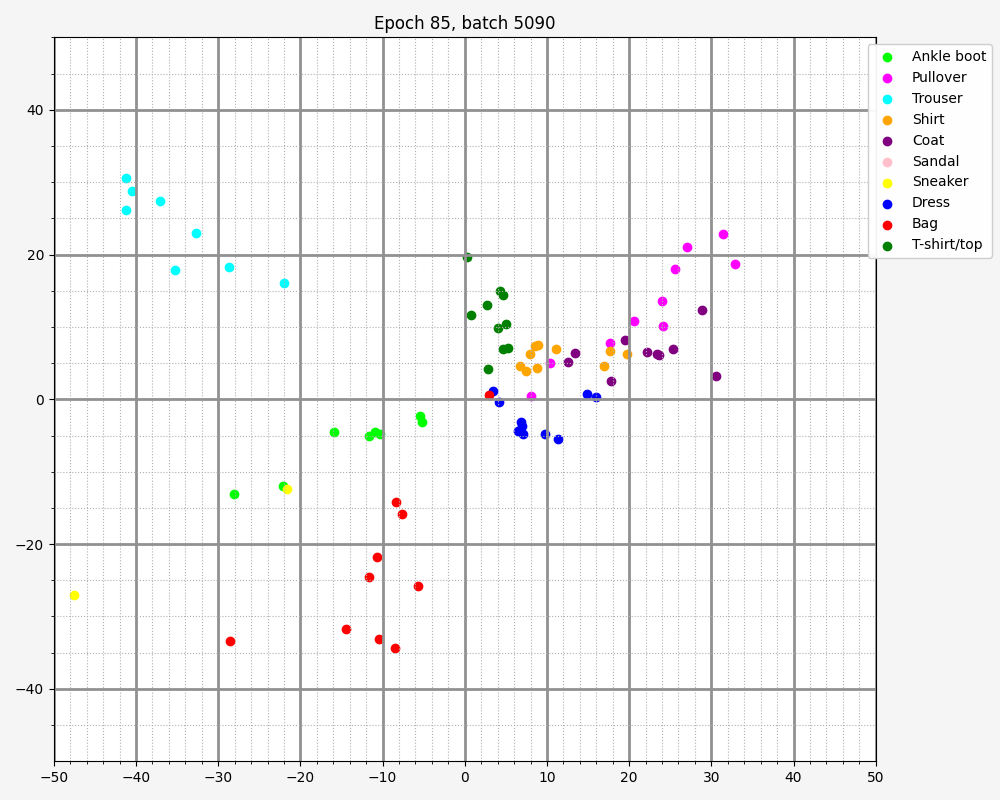 Epoch 85, batch 5090
Ankle boot
Pullover
Trouser
Shirt
Coat
Sandal
Sneaker
Dress
Bag
T-shirt/top
40
20
0
−20
−40
−50 −40 −30 −20 −10 0 10 20 30 40 50